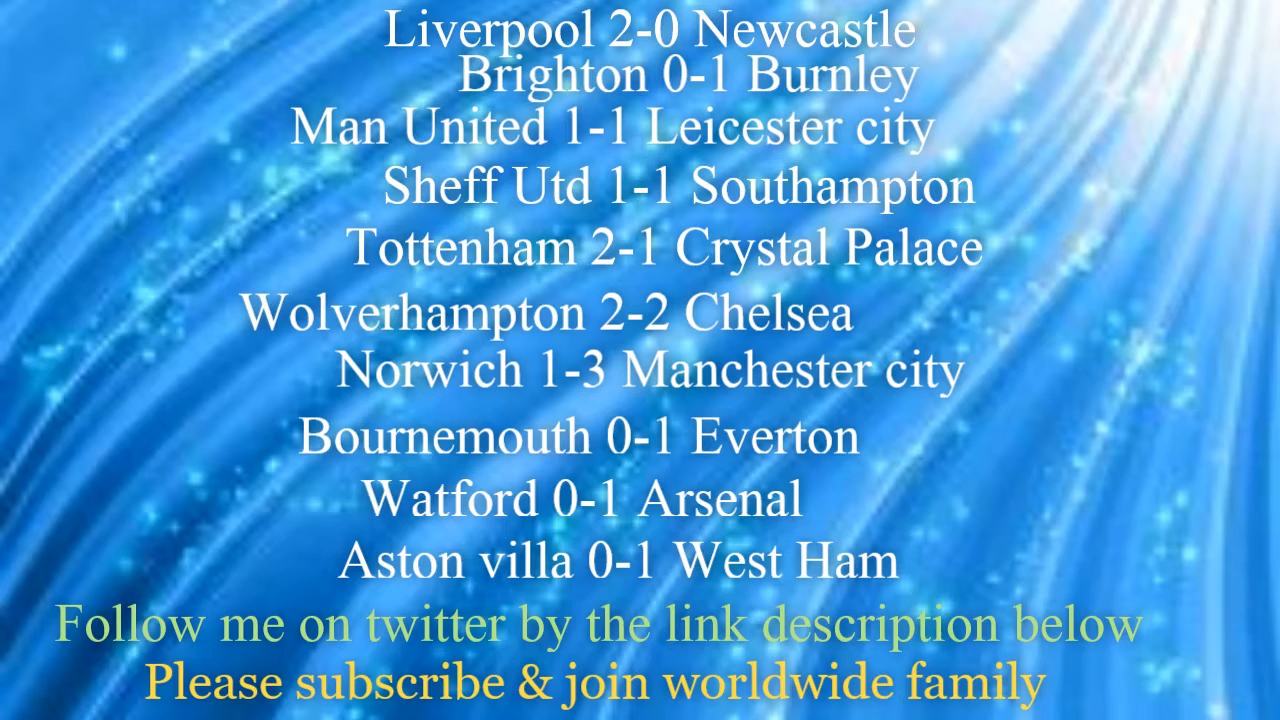 Liverpool 2-0 Newcastle
Brighton 0-1 Burnley
Man United 1-1 Leicester city
Sheff Utd 1-1 Southampton
Tottenham 2-1 Crystal Palace
Wolverhampton 2-2 Chelsea
Norwich 1-3 Manchester city
Bournemouth 0-1 Everton
Watford 0-1 Arsenal
Aston villa 0-1 West Ham
Follow me on twitter by the link description below
Please subscribe & join worldwide family